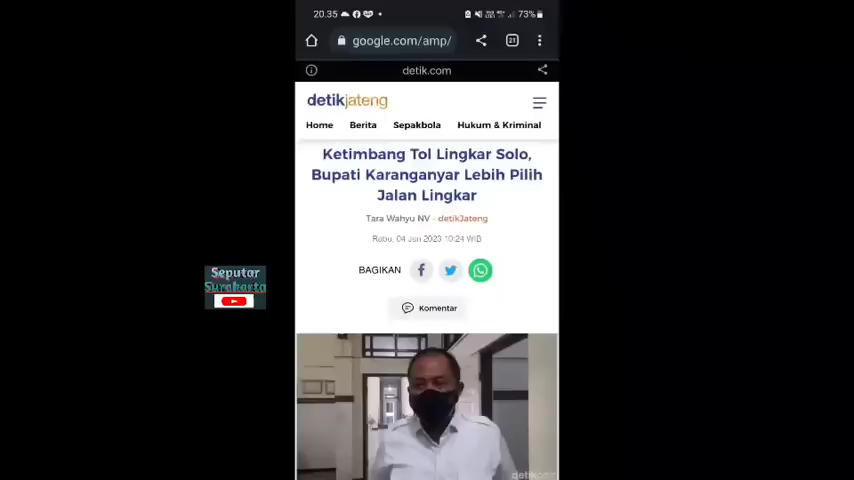 20.35
73%
google.com/amp/
21
detik.com
detikjateng
Home Berita Sepakbola Hukum & Kriminal
Ketimbang Tol Lingkar Solo,
Bupati Karanganyar Lebih Pilih
Jalan Lingkar
Tara Wahyu NV - detikJateng
Rabu, 04 Jan 2023 10:24 WIB
BAGIKAN
Komentar
Seputar
Surakarta
detikcom